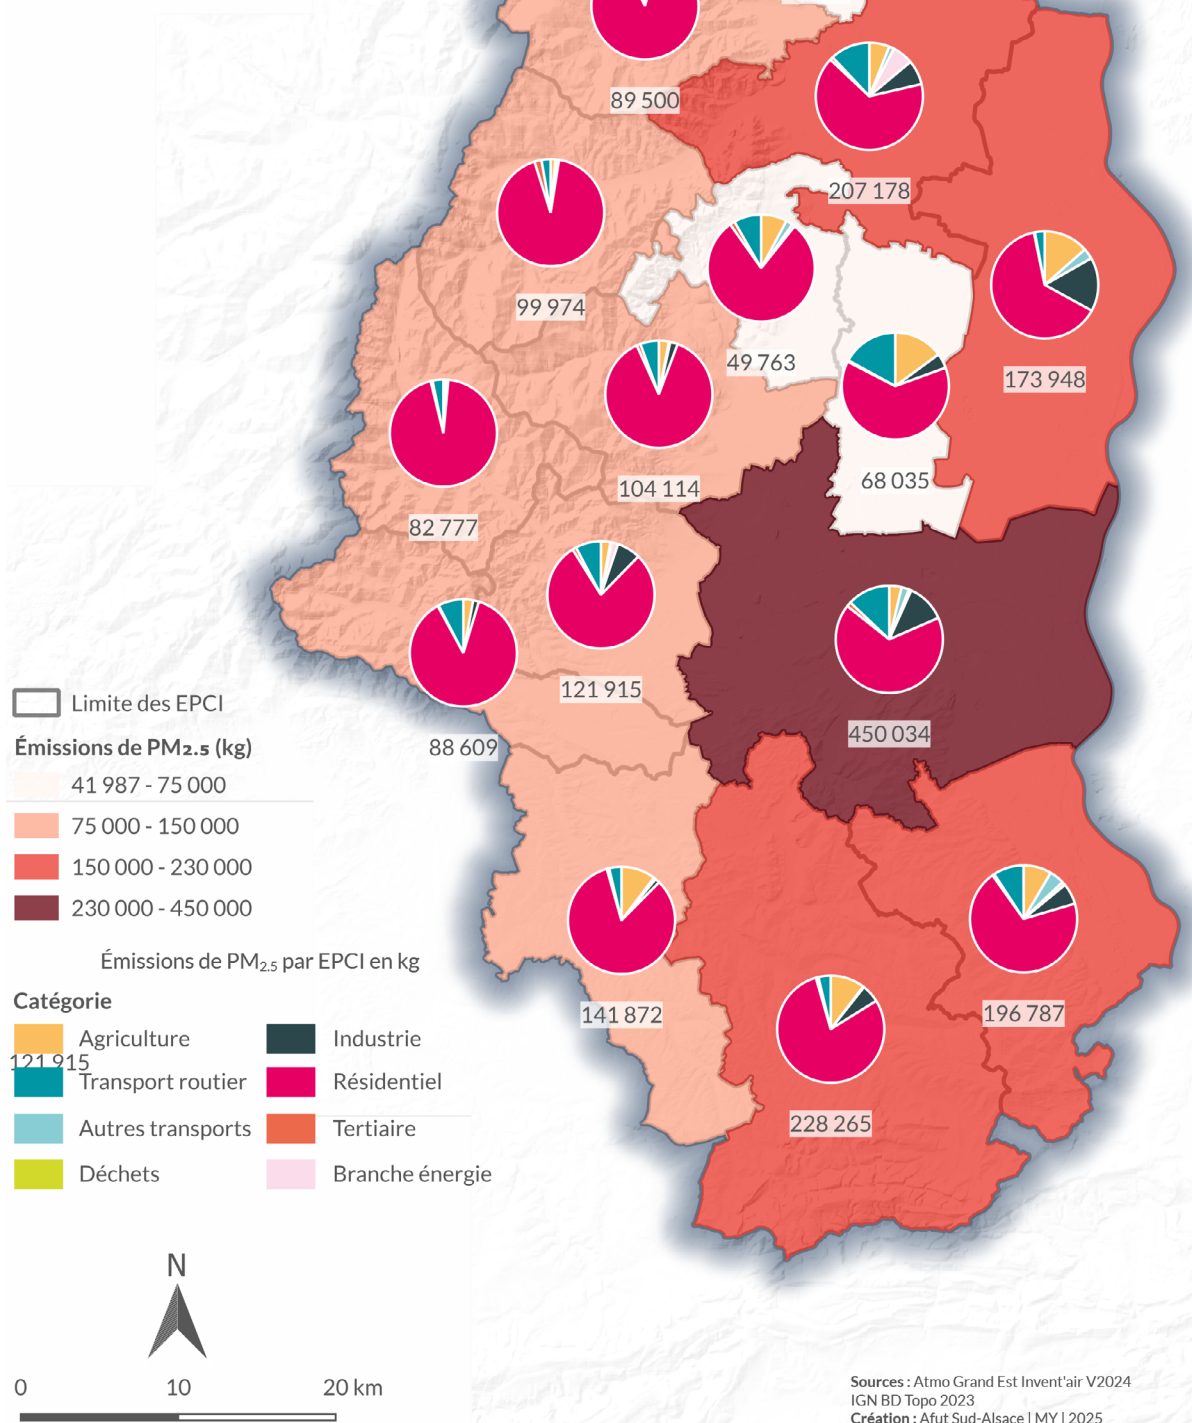 89 500
207 178
99 974
49 763
173 948
104 114
68 035
82 777
121 915
450 034
88 609
141 872
196 787
228 265
Limite des EPCI
Émissions de PM2.5 (kg)
41 987 - 75 000
75 000 - 150 000
150 000 - 230 000
230 000 - 450 000
Émissions de PM2.5 par EPCI en kg
Catégorie
Agriculture
Industrie
121 915
Transport routier
Résidentiel
Autres transports
Tertiaire
Déchets
Branche énergie
N
0 10 20 km
Sources : Atmo Grand Est Invent'air V2024
IGN BD Topo 2023
Création : Afut Sud-Alsace | MY | 2025